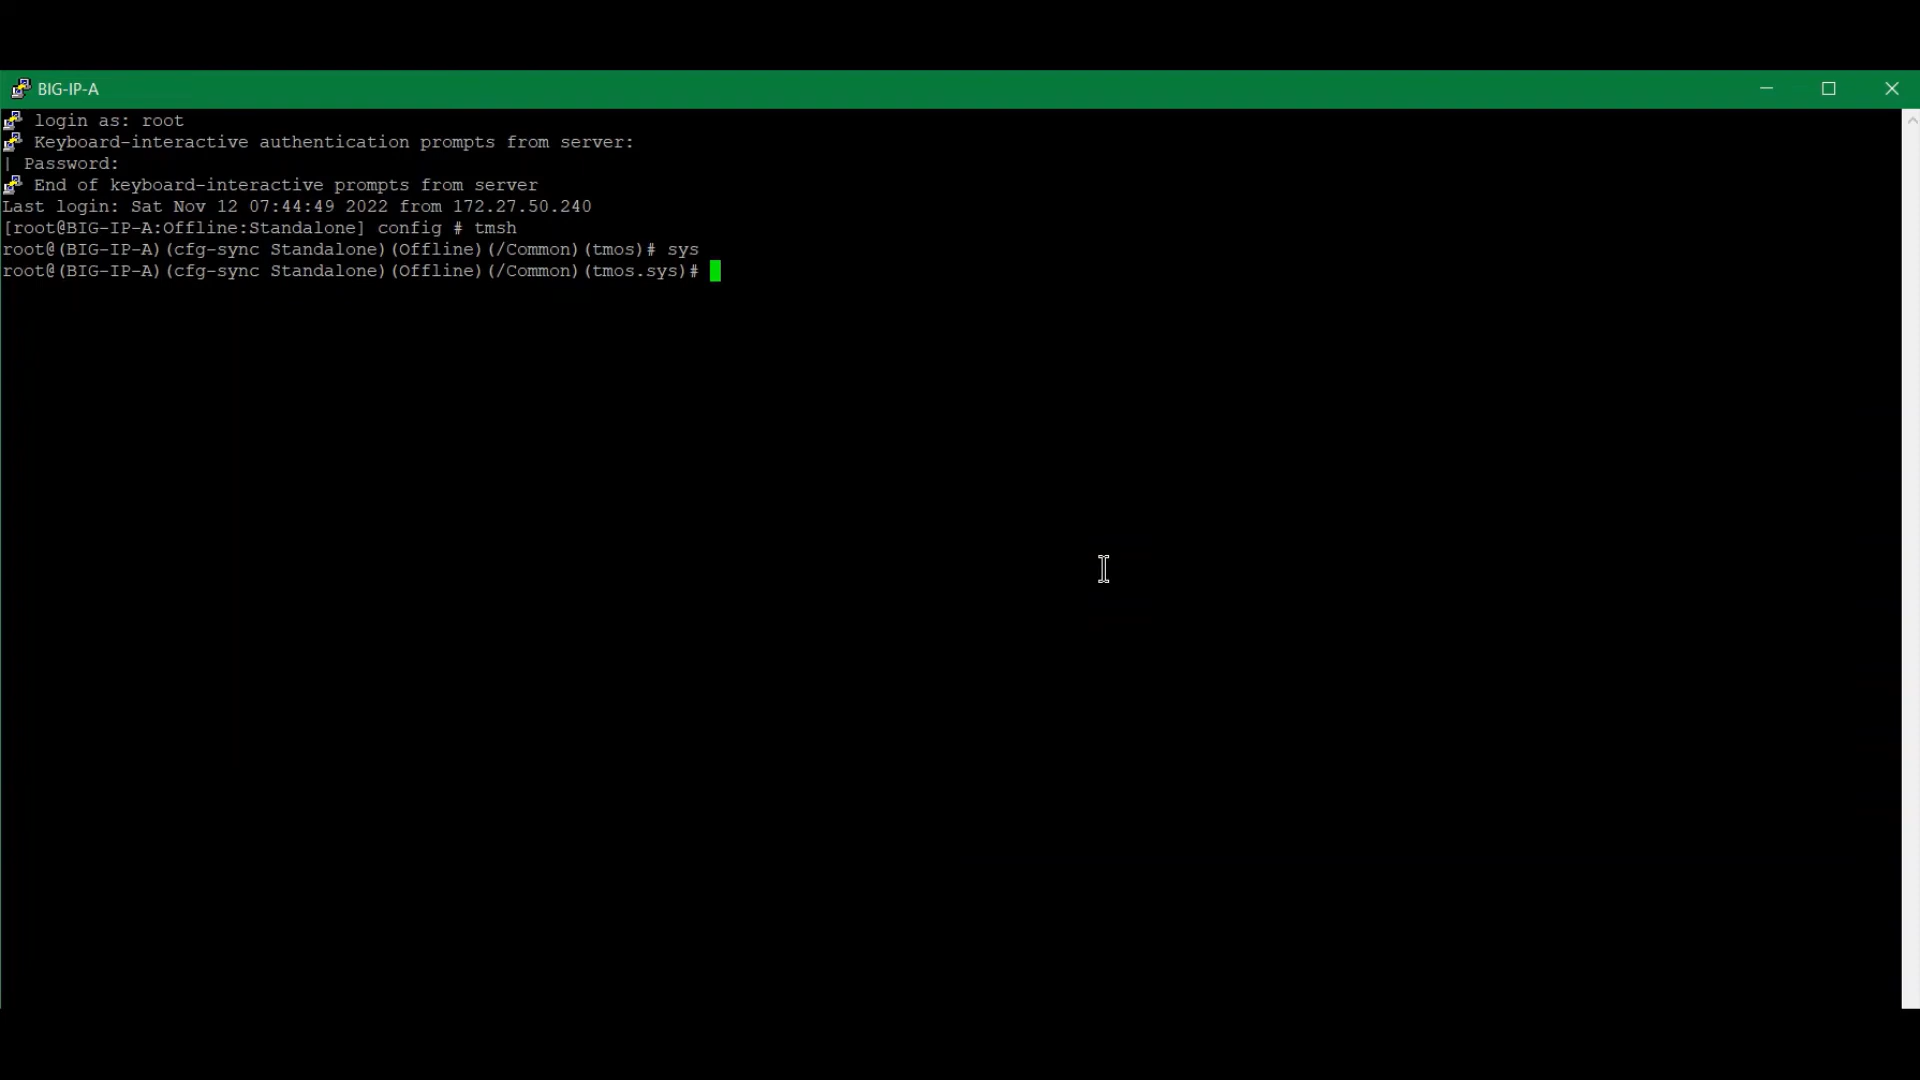 BIG-IP-A
login as: root
Keyboard-interactive authentication prompts from server:
| Password:
End of keyboard-interactive prompts from server
Last login: Sat Nov 12 07:44:49 2022 from 172.27.50.240
[root@BIG-IP-A:Offline:Standalone] config # tmsh
root@(BIG-IP-A)(cfg-sync Standalone)(Offline)(/Common)(tmos)# sys
root@(BIG-IP-A)(cfg-sync Standalone)(Offline)(/Common)(tmos.sys)#